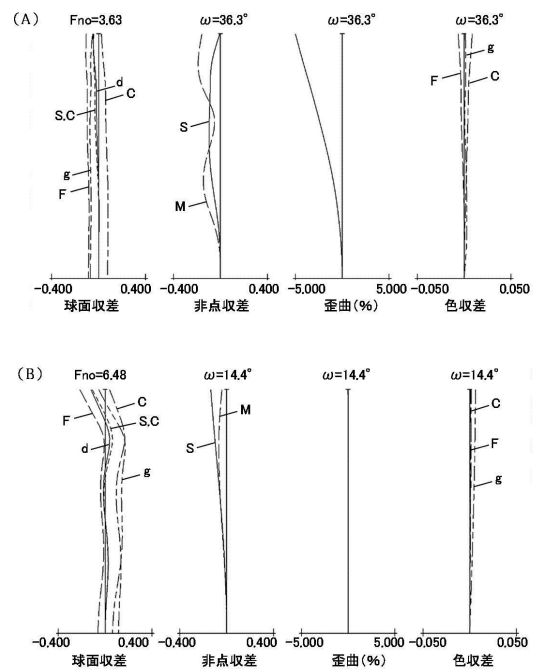 (A)
Fno=3.63
ω=36.3°
ω=36.3°
ω=36.3°
d
C
S,C
g
F
S
M
g
F
C
-0.400 0.400
球面収差
-0.400 0.400
非点収差
-5.000 5.000
歪曲(%)
-0.050 0.050
色収差
(B)
Fno=6.48
ω=14.4°
ω=14.4°
ω=14.4°
F
C
S,C
d
g
M
S
C
F
g
-0.400 0.400
球面収差
-0.400 0.400
非点収差
-5.000 5.000
歪曲(%)
-0.050 0.050
色収差